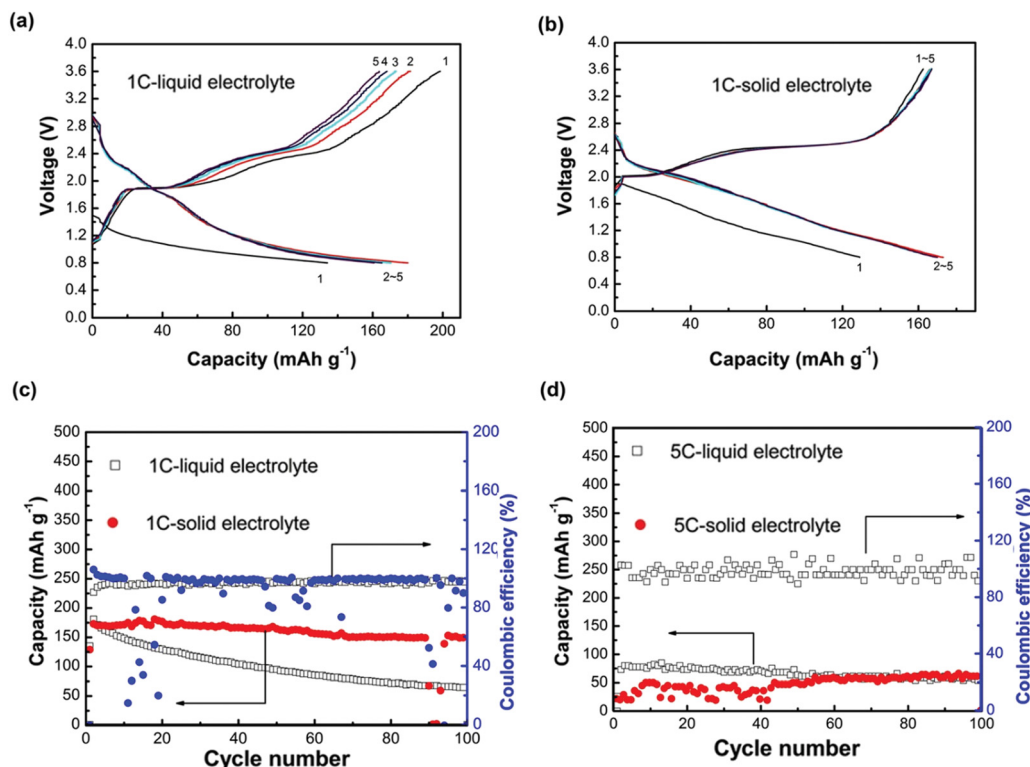 (a)
1C-liquid electrolyte
5 4 3 2 1
4.0
3.6
3.2
2.8
2.4
2.0
1.6
1.2
0.8
0.4
0.0
Voltage (V)
1
2~5
0 40 80 120 160 200
Capacity (mAh g⁻¹)
(b)
1C-solid electrolyte
1~5
4.0
3.6
3.2
2.8
2.4
2.0
1.6
1.2
0.8
0.4
0.0
Voltage (V)
1
2~5
0 40 80 120 160
Capacity (mAh g⁻¹)
(c)
500
450
400
350
300
250
200
150
100
50
0
Capacity (mAh g⁻¹)
1C-liquid electrolyte
1C-solid electrolyte
200
160
120
80
40
0
Coulombic efficiency (%)
0 20 40 60 80 100
Cycle number
(d)
500
450
400
350
300
250
200
150
100
50
0
Capacity (mAh g⁻¹)
5C-liquid electrolyte
5C-solid electrolyte
200
160
120
80
40
0
Coulombic efficiency (%)
0 20 40 60 80 100
Cycle number